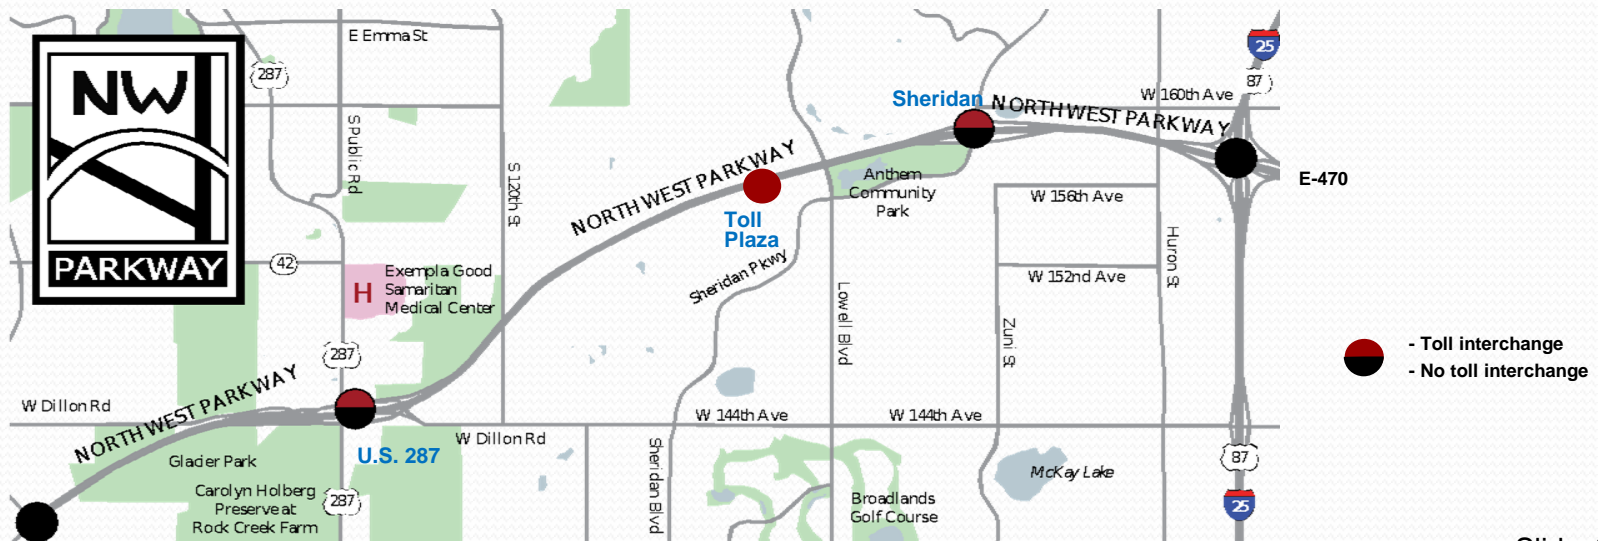 E Emma St
25
287
87
NW
PARKWAY
Sheridan
NORTHWEST PARKWAY
W 160th Ave
S Public Rd
S 120th St
NORTHWEST PARKWAY
Anthem
Community
Park
E-470
W 156th Ave
Toll
Plaza
42
Exempla Good
Samaritan
Medical Center
H
Sheridan Pkwy
Lowell Blvd
Huron St
W 152nd Ave
Zuni St
287
- Toll interchange
- No toll interchange
NORTHWEST PARKWAY
W Dillon Rd
W 144th Ave
W 144th Ave
W Dillon Rd
U.S. 287
Glacier Park
Sheridan Blvd
87
McKay Lake
Carolyn Holberg
Preserve at
Rock Creek Farm
287
Broadlands
Golf Course
25